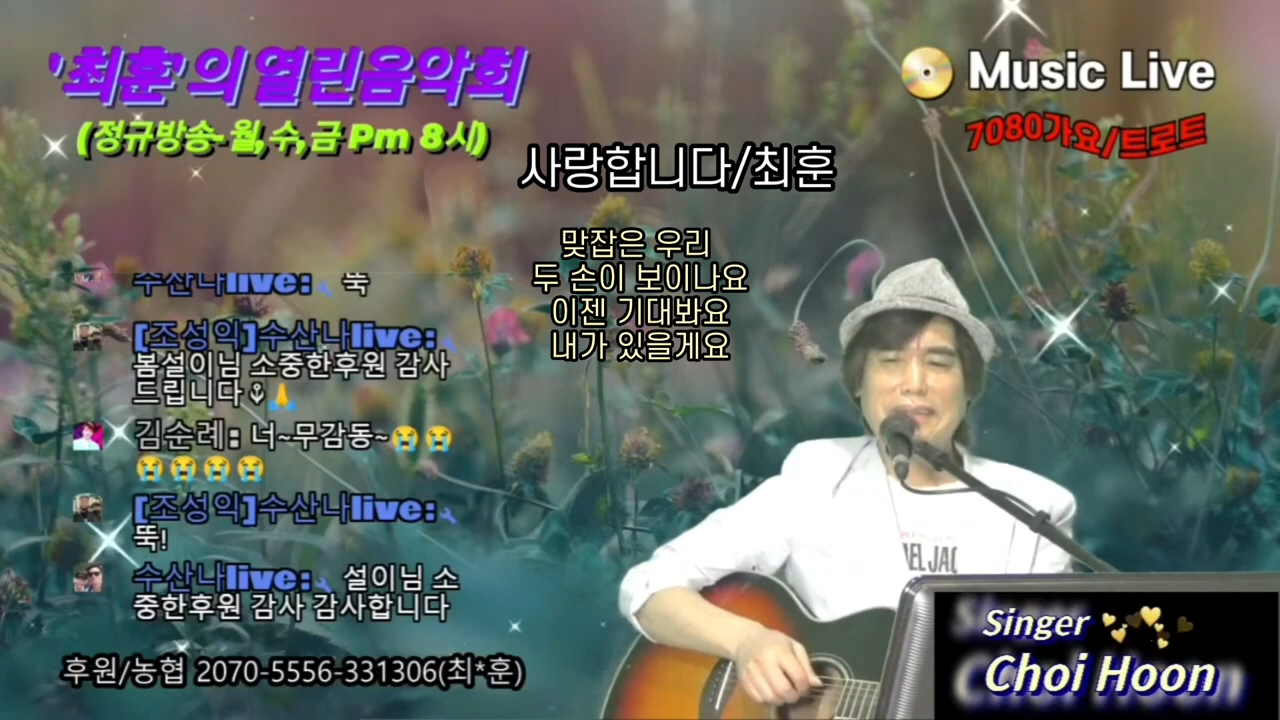 '최훈'의 열린음악회
(정규방송-월,수,금 Pm 8시)
Music Live
7080가요/트로트
사랑합니다/최훈
맞잡은 우리
두 손이 보이나요
이젠 기대봐요
내가 있을게요
수산나live: 뚝
[조성익]수산나live:
봄설이님 소중한후원 감사
드립니다⚘🙏
김순레: 너~무감동~😭😭
😭😭😭😭
[조성익]수산나live:
뚝!
수산나live: 설이님 소
중한후원 감사 감사합니다
후원/농협 2070-5556-331306(최*훈)
AEL JAC
Singer
Choi Hoon